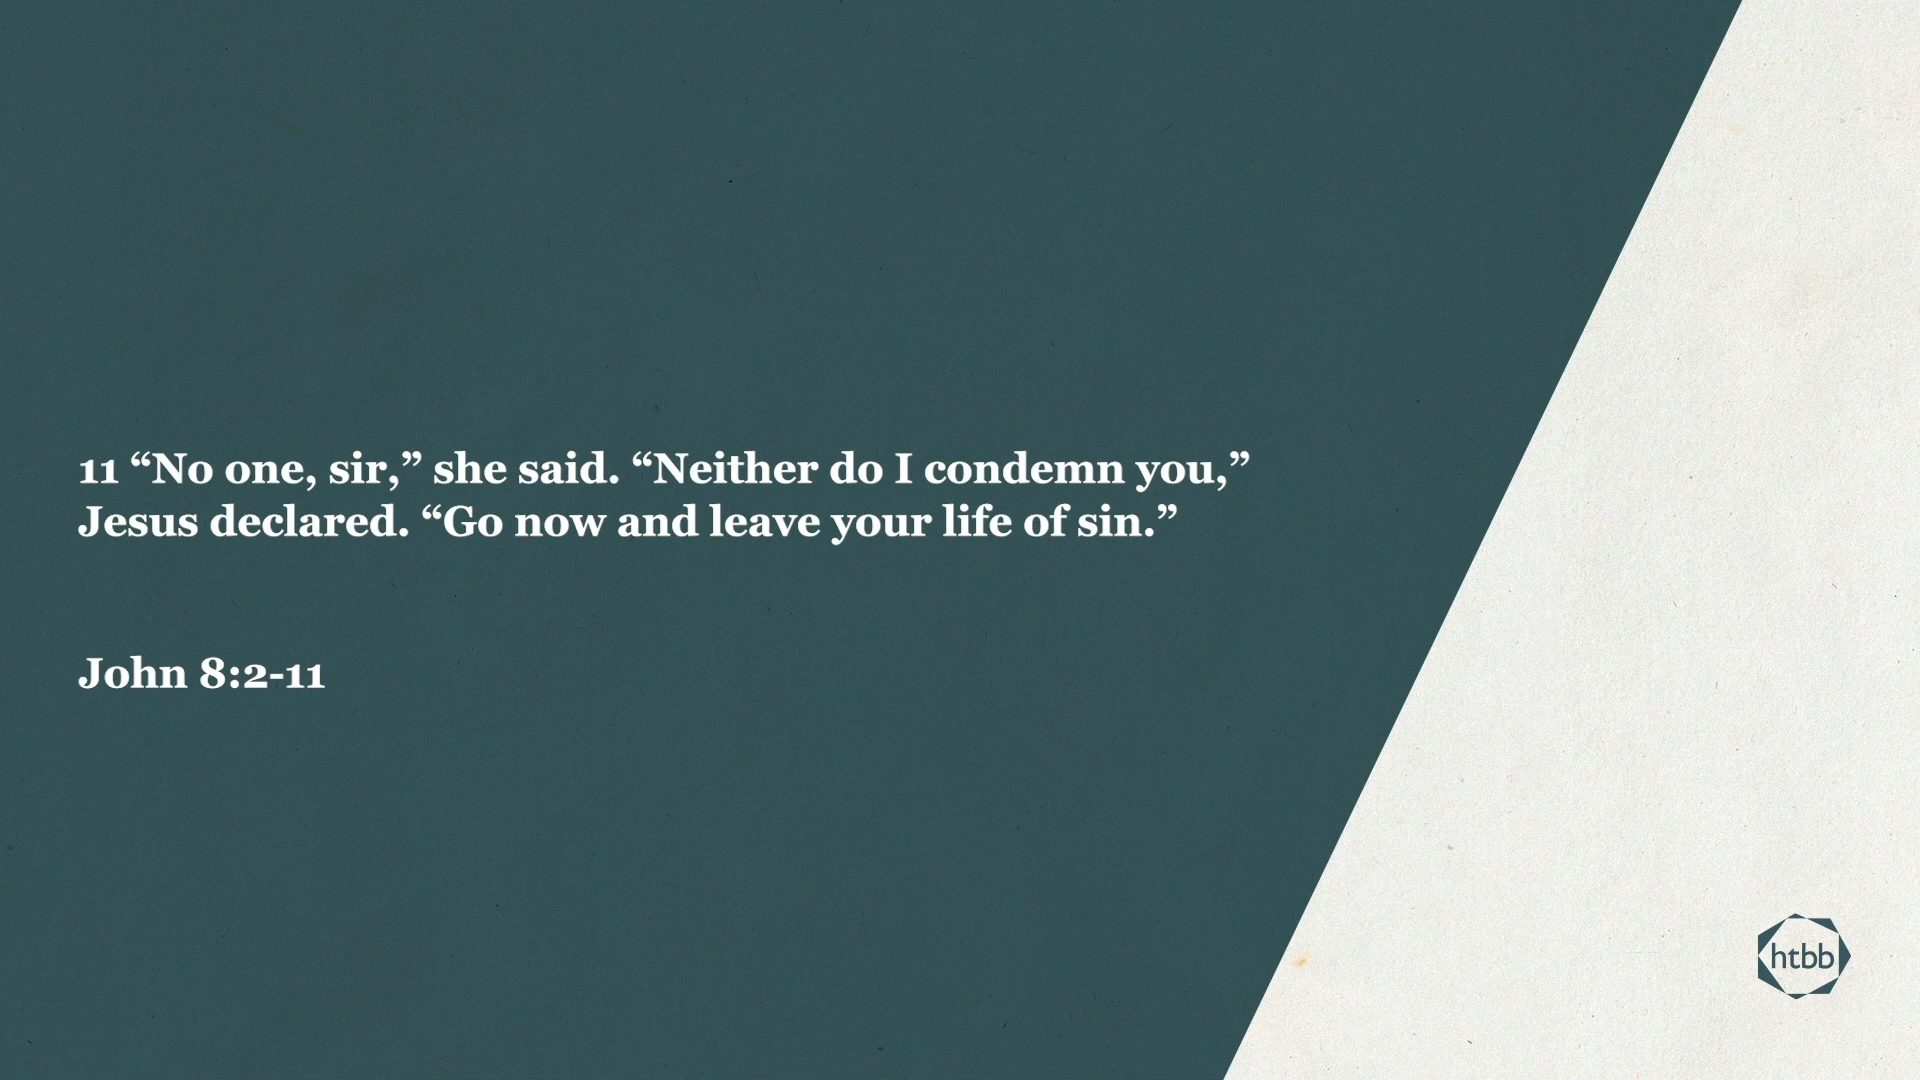 11 “No one, sir,” she said. “Neither do I condemn you,”
Jesus declared. “Go now and leave your life of sin.”
John 8:2-11
htbb